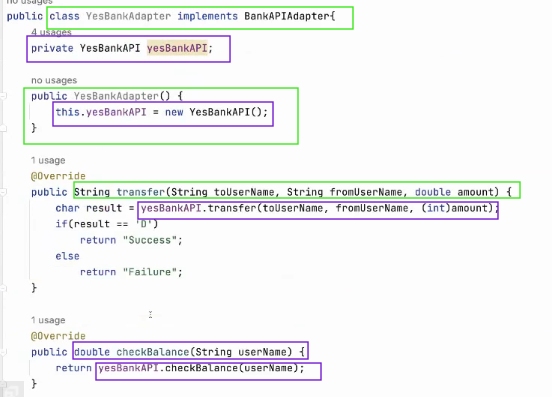 no usages
public class YesBankAdapter implements BankAPIAdapter{
4 usages
private YesBankAPI yesBankAPI;
no usages
public YesBankAdapter() {
this.yesBankAPI = new YesBankAPI();
}
1 usage
@Override
public String transfer(String toUserName, String fromUserName, double amount) {
char result = yesBankAPI.transfer(toUserName, fromUserName, (int)amount);
if(result == 'D')
return "Success";
else
return "Failure";
}
1 usage
@Override
public double checkBalance(String userName) {
return yesBankAPI.checkBalance(userName);
}